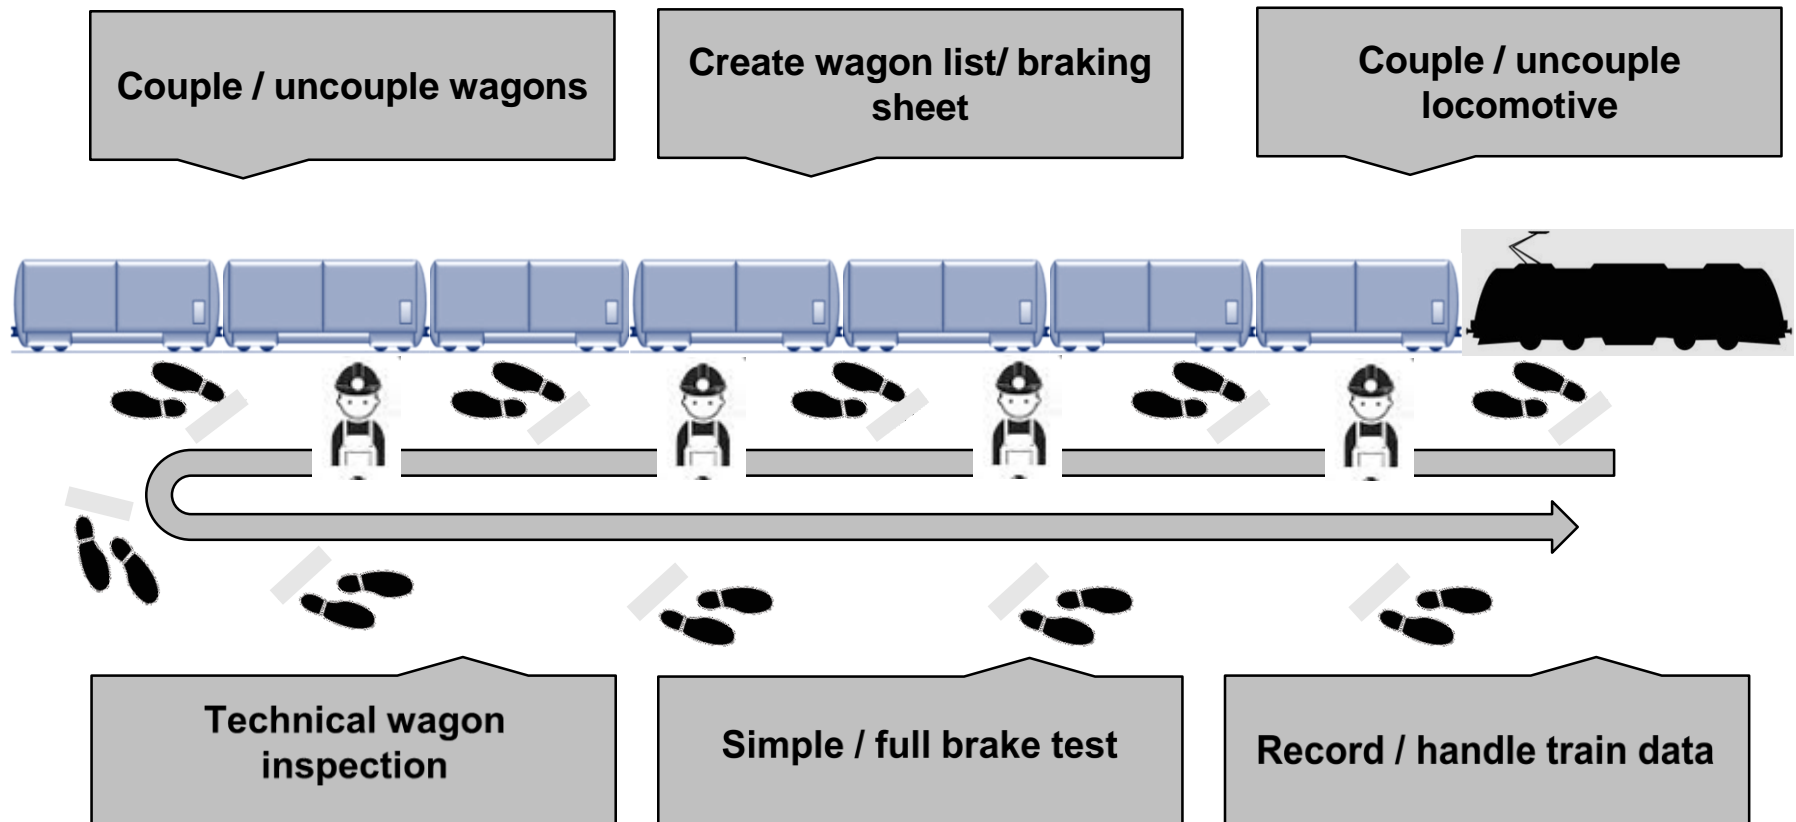 Couple / uncouple wagons
Create wagon list/ braking
sheet
Couple / uncouple
locomotive
Technical wagon
inspection
Simple / full brake test
Record / handle train data